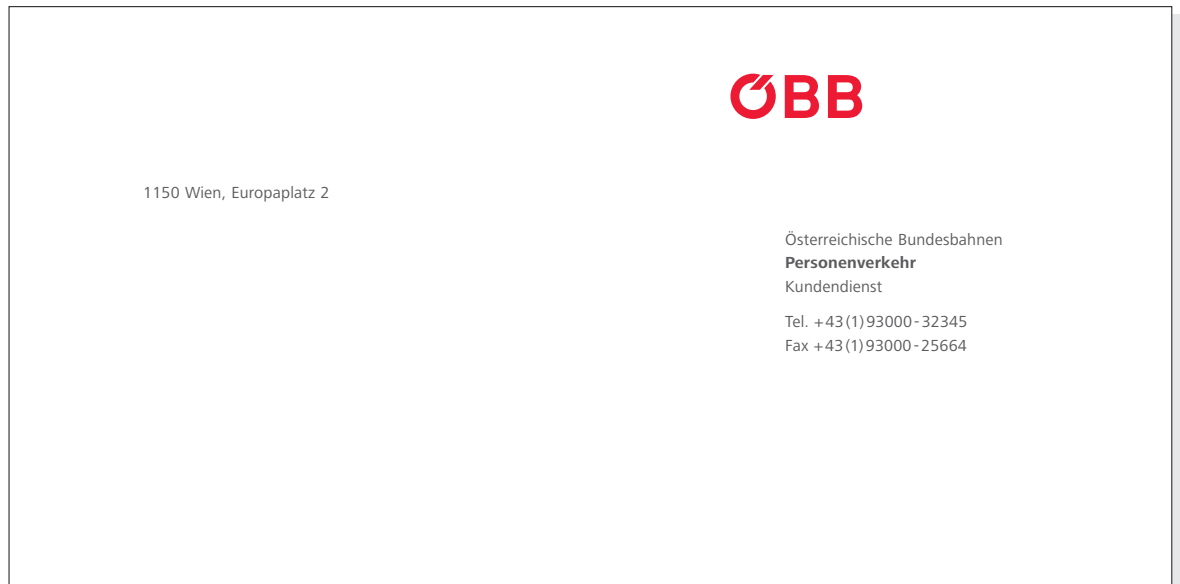 ÖBB
1150 Wien, Europaplatz 2
Österreichische Bundesbahnen
Personenverkehr
Kundendienst
Tel. +43(1)93000-32345
Fax +43(1)93000-25664